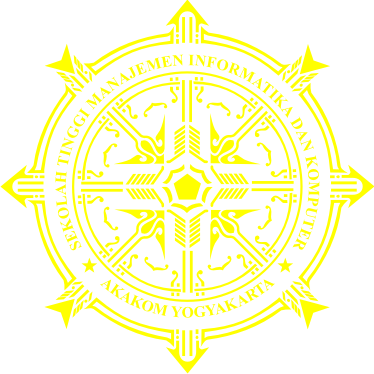 SEKOLAH TINGGI MANAJEMEN INFORMATIKA DAN KOMPUTER
AKAKOM YOGYAKARTA